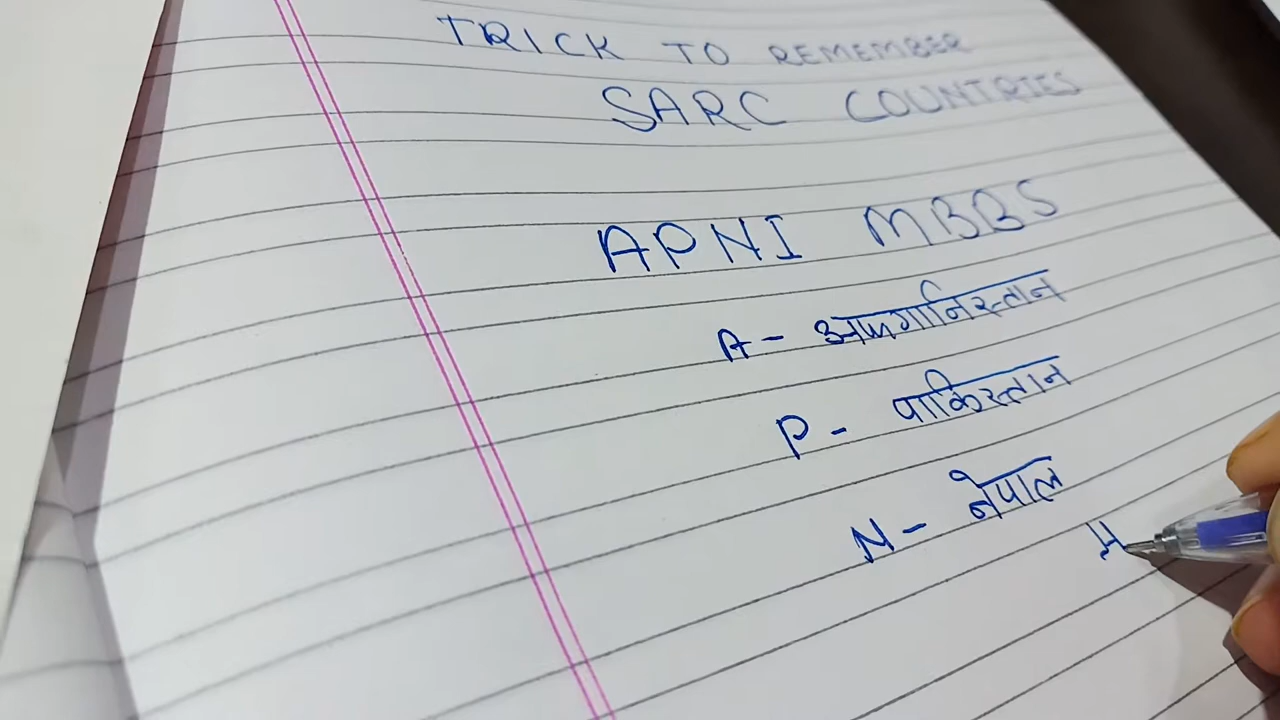 TRICK TO REMEMBER
SARC COUNTRIES
APNI MBBS
A - अफगानिस्तान
P - पाकिस्तान
N - नेपाल